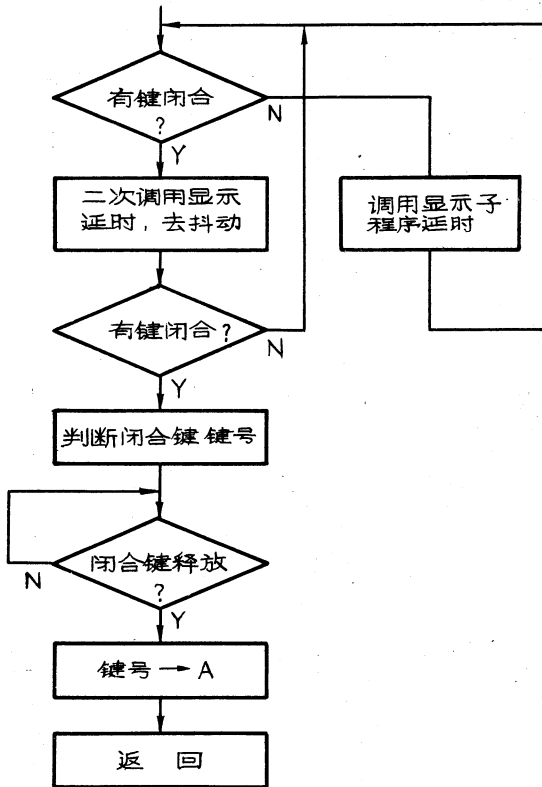 有键闭合
?
N
Y
二次调用显示
延时，去抖动
调用显示子
程序延时
有键闭合?
N
Y
判断闭合键键号
闭合键释放
?
N
Y
键号→A
返 回